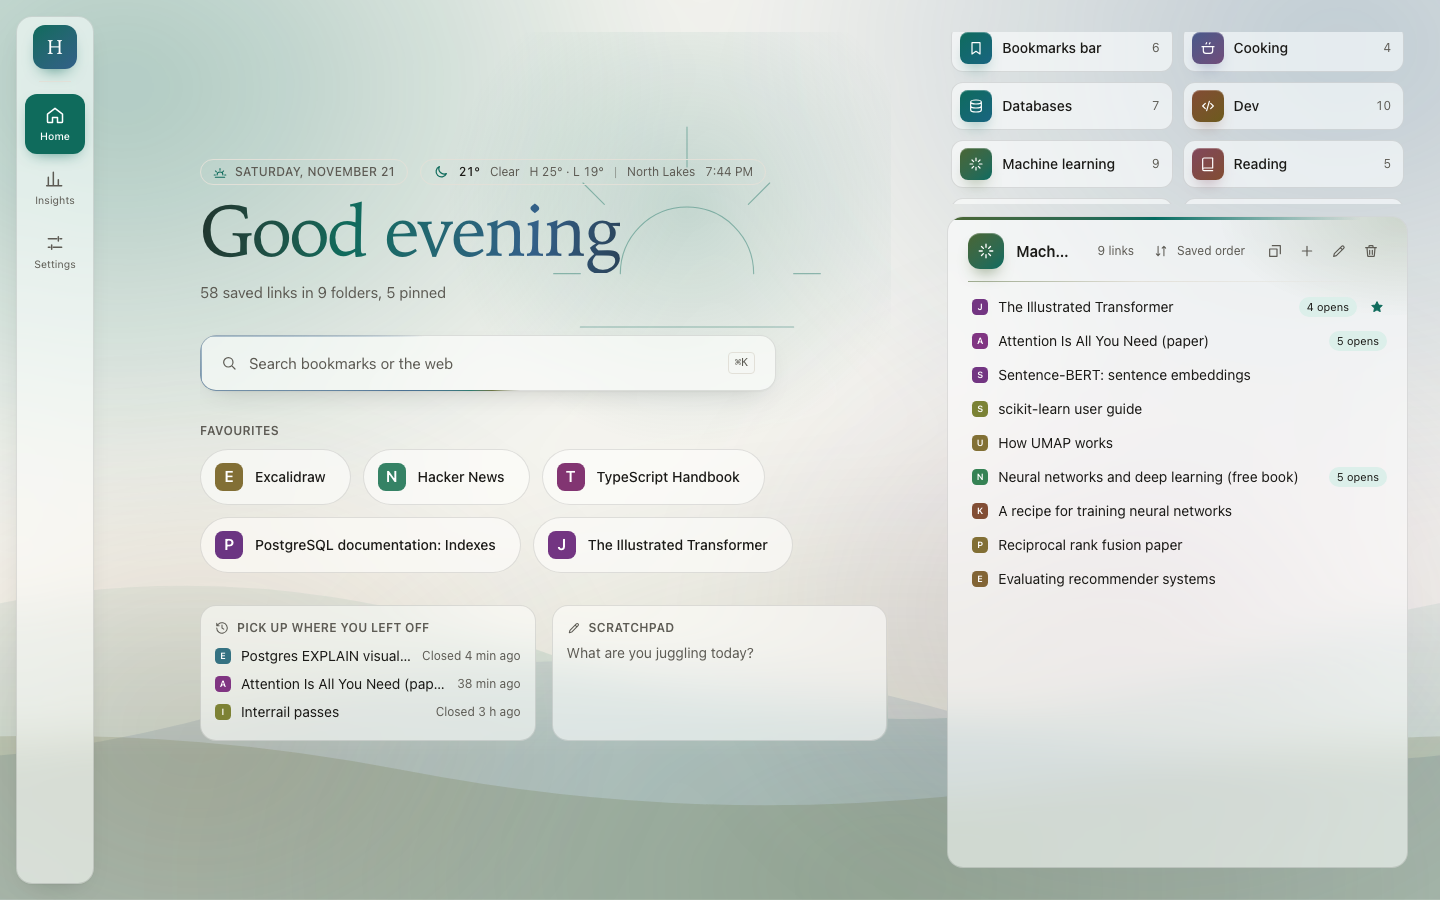 H
Home
Insights
Settings
SATURDAY, NOVEMBER 21
21° Clear H 25° · L 19° | North Lakes 7:44 PM
Good evening
58 saved links in 9 folders, 5 pinned
Search bookmarks or the web ⌘K
FAVOURITES
E Excalidraw
N Hacker News
T TypeScript Handbook
P PostgreSQL documentation: Indexes
J The Illustrated Transformer
PICK UP WHERE YOU LEFT OFF
E Postgres EXPLAIN visual... Closed 4 min ago
A Attention Is All You Need (pap... 38 min ago
I Interrail passes Closed 3 h ago
SCRATCHPAD
What are you juggling today?
Bookmarks bar 6
Cooking 4
Databases 7
Dev 10
Machine learning 9
Reading 5
Mach... 9 links Saved order
J The Illustrated Transformer 4 opens
A Attention Is All You Need (paper) 5 opens
S Sentence-BERT: sentence embeddings
S scikit-learn user guide
U How UMAP works
N Neural networks and deep learning (free book) 5 opens
K A recipe for training neural networks
P Reciprocal rank fusion paper
E Evaluating recommender systems